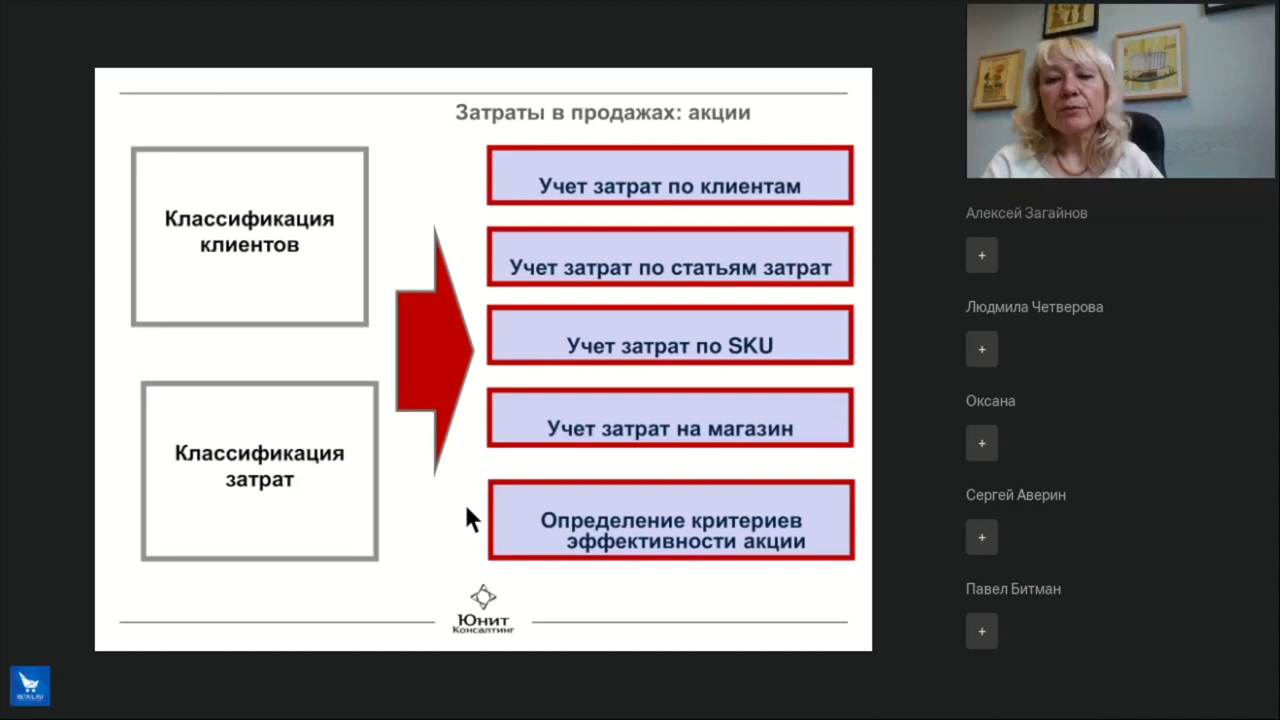 Затраты в продажах: акции
Классификация
клиентов
Классификация
затрат
Учет затрат по клиентам
Учет затрат по статьям затрат
Учет затрат по SKU
Учет затрат на магазин
Определение критериев
эффективности акции
Юнит
Консалтинг
Алексей Загайнов
+
Людмила Четверова
+
Оксана
+
Сергей Аверин
+
Павел Битман
+
RETAIL.RU